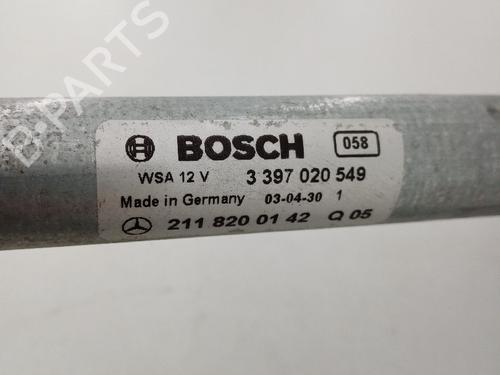 B-PARTS
BOSCH 058
WSA 12 V 3 397 020 549
Made in Germany 03-04-30 1
211 820 01 42 Q 05